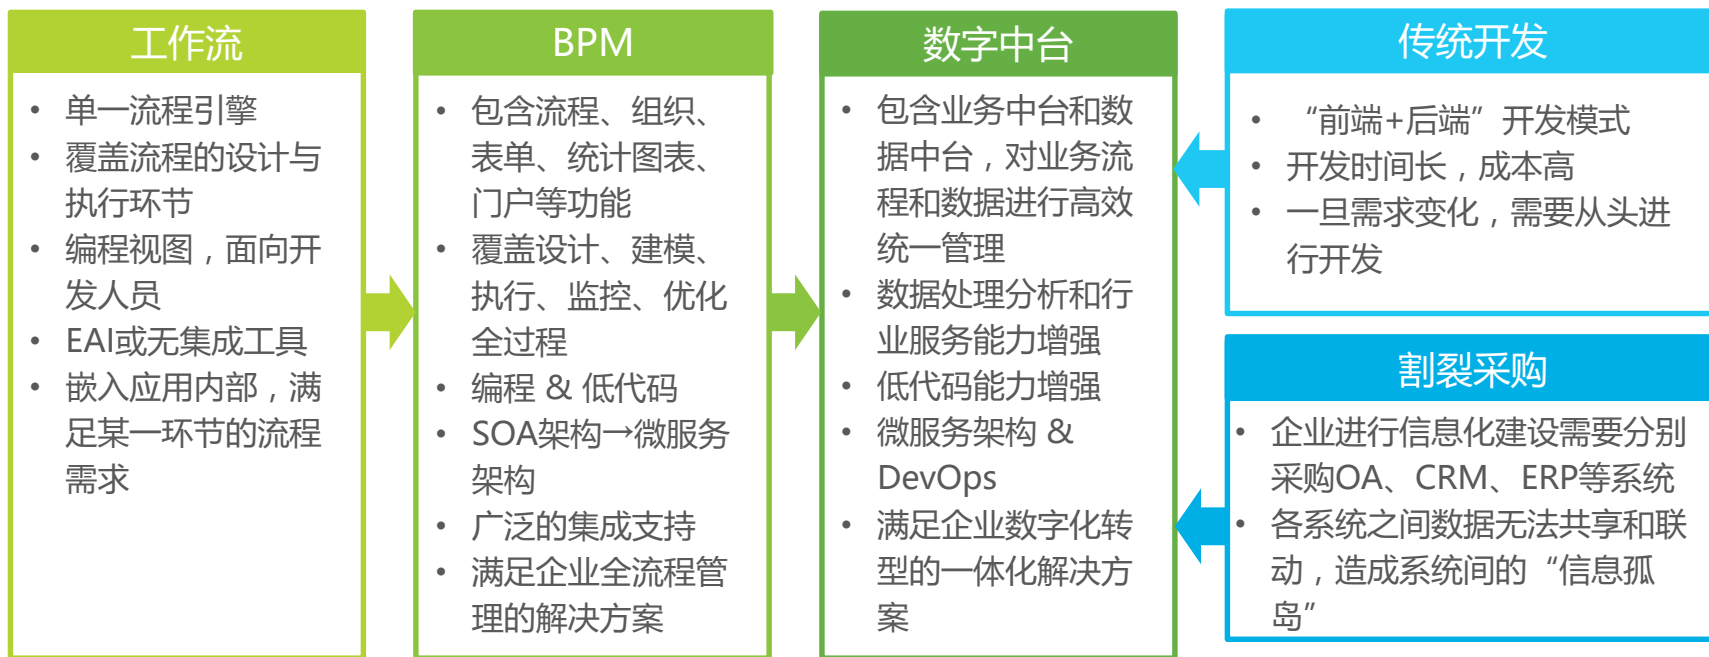 工作流
• 单一流程引擎
• 覆盖流程的设计与
执行环节
• 编程视图，面向开
发人员
• EAI或无集成工具
• 嵌入应用内部，满
足某一环节的流程
需求
BPM
• 包含流程、组织、
表单、统计图表、
门户等功能
• 覆盖设计、建模、
执行、监控、优化
全过程
• 编程 & 低代码
• SOA架构→微服务
架构
• 广泛的集成支持
• 满足企业全流程管
理的解决方案
数字中台
• 包含业务中台和数
据中台，对业务流
程和数据进行高效
统一管理
• 数据处理分析和行
业服务能力增强
• 低代码能力增强
• 微服务架构 &
DevOps
• 满足企业数字化转
型的一体化解决方
案
传统开发
• “前端+后端”开发模式
• 开发时间长，成本高
• 一旦需求变化，需要从头进
行开发
割裂采购
• 企业进行信息化建设需要分别
采购OA、CRM、ERP等系统
• 各系统之间数据无法共享和联
动，造成系统间的“信息孤
岛”